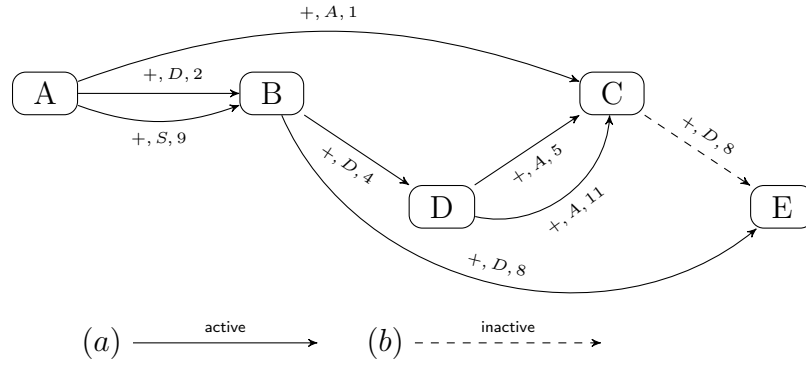 +, A, 1
A
+, D, 2
B
C
+, S, 9
+, D, 8
+, D, 4
+, A, 5
D
+, A, 11
E
+, D, 8
(a) active
(b) inactive